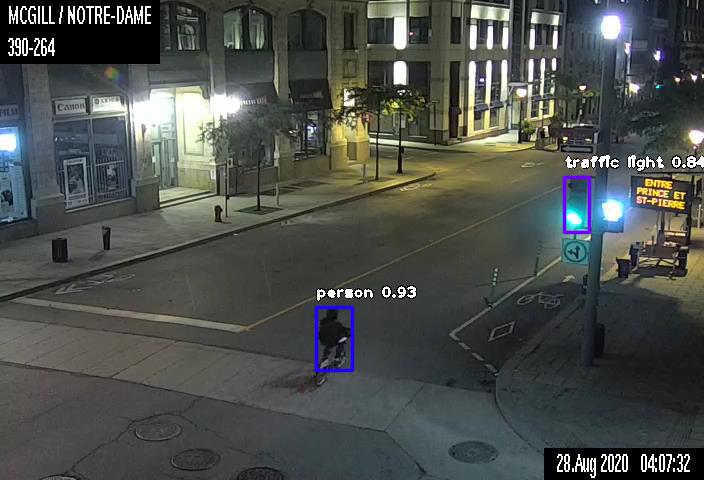 MCGILL / NOTRE-DAME
390-264
Canon
traffic light 0.84
ENTRE
PRINCE ET
ST-PIERRE
person 0.93
28.Aug 2020 04:07:32